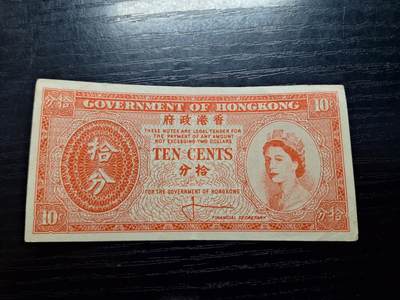 分拾 GOVERNMENT OF HONGKONG 10¢
府政港香
THESE NOTES ARE LEGAL TENDER FOR
THE PAYMENT OF ANY AMOUNT
NOT EXCEEDING TWO DOLLARS
拾分
TEN CENTS
分拾
FOR THE GOVERNMENT OF HONGKONG
10¢
FINANCIAL SECRETARY
分拾